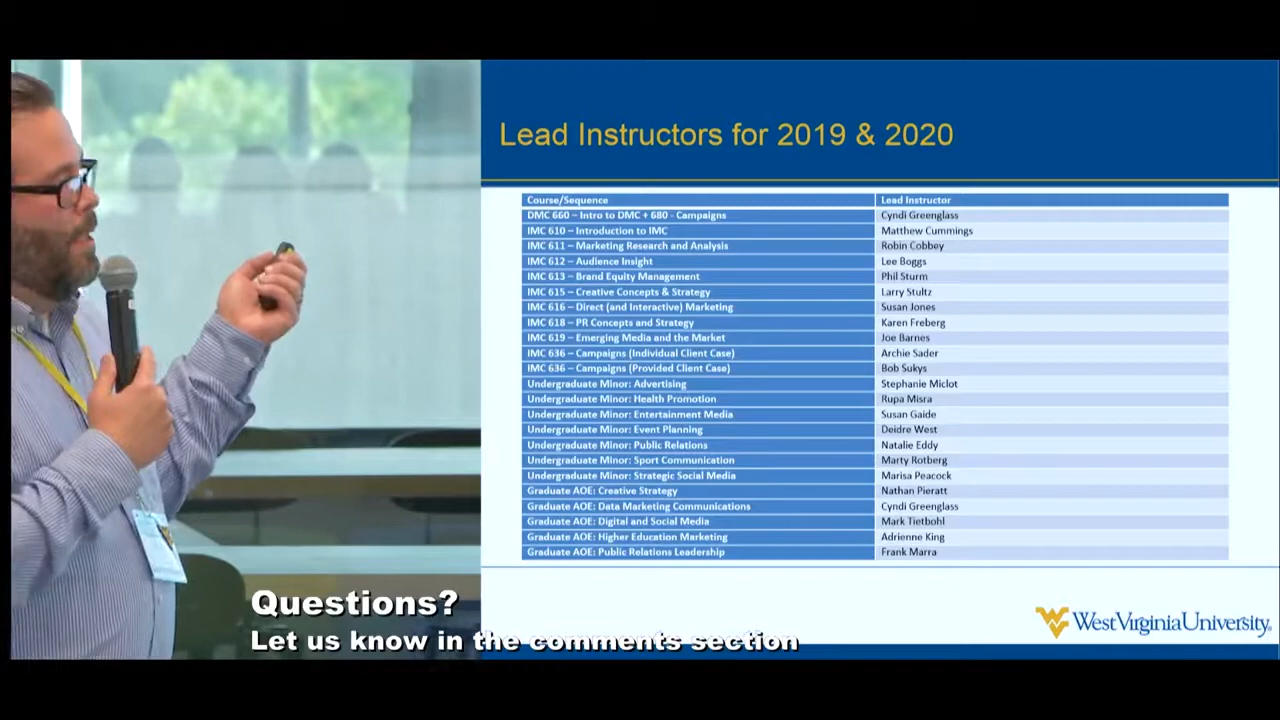 Lead Instructors for 2019 & 2020
Course/Sequence Lead Instructor
DMC 660 – Intro to DMC + 680 - Campaigns Cyndi Greenglass
IMC 610 – Introduction to IMC Matthew Cummings
IMC 611 – Marketing Research and Analysis Robin Cobbey
IMC 612 – Audience Insight Lee Boggs
IMC 613 – Brand Equity Management Phil Sturm
IMC 615 – Creative Concepts & Strategy Larry Stultz
IMC 616 – Direct (and Interactive) Marketing Susan Jones
IMC 618 – PR Concepts and Strategy Karen Freberg
IMC 619 – Emerging Media and the Market Joe Barnes
IMC 636 – Campaigns (Individual Client Case) Archie Sader
IMC 636 – Campaigns (Provided Client Case) Bob Sukys
Undergraduate Minor: Advertising Stephanie Miclot
Undergraduate Minor: Health Promotion Rupa Misra
Undergraduate Minor: Entertainment Media Susan Gaide
Undergraduate Minor: Event Planning Deidre West
Undergraduate Minor: Public Relations Natalie Eddy
Undergraduate Minor: Sport Communication Marty Rotberg
Undergraduate Minor: Strategic Social Media Marisa Peacock
Graduate AOE: Creative Strategy Nathan Pieratt
Graduate AOE: Data Marketing Communications Cyndi Greenglass
Graduate AOE: Digital and Social Media Mark Tietbohl
Graduate AOE: Higher Education Marketing Adrienne King
Graduate AOE: Public Relations Leadership Frank Marra
Questions?
Let us know in the comments section
WestVirginiaUniversity®